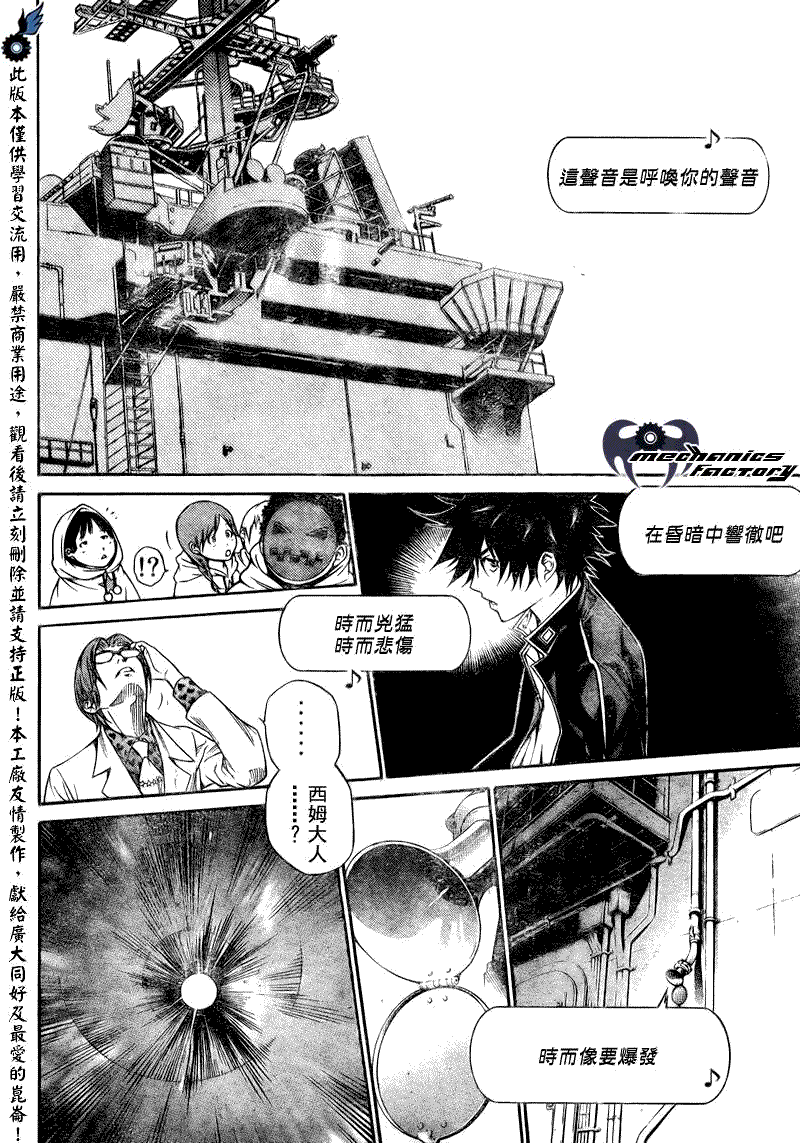 這聲音是呼喚你的聲音
mechanics
factory
在昏暗中響徹吧
!?
時而兇猛
時而悲傷
……
西姆大人
……?
時而像要爆發
此版本僅供學習交流用，嚴禁商業用途，觀看後請立刻刪除並請支持正版！本工廠友情製作，獻給廣大同好及最愛的崑崙！